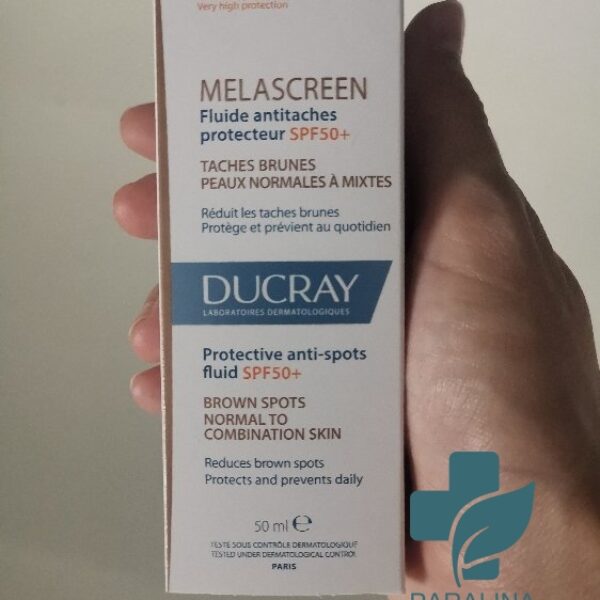 Very high protection
MELASCREEN
Fluide antitaches
protecteur SPF50+
TACHES BRUNES
PEAUX NORMALES À MIXTES
Réduit les taches brunes
Protège et prévient au quotidien
DUCRAY
LABORATOIRES DERMATOLOGIQUES
Protective anti-spots
fluid SPF50+
BROWN SPOTS
NORMAL TO
COMBINATION SKIN
Reduces brown spots
Protects and prevents daily
50 ml ℮
TESTE SOUS CONTRÔLE DERMATOLOGIQUE
TESTED UNDER DERMATOLOGICAL CONTROL
PARIS
PARALINA